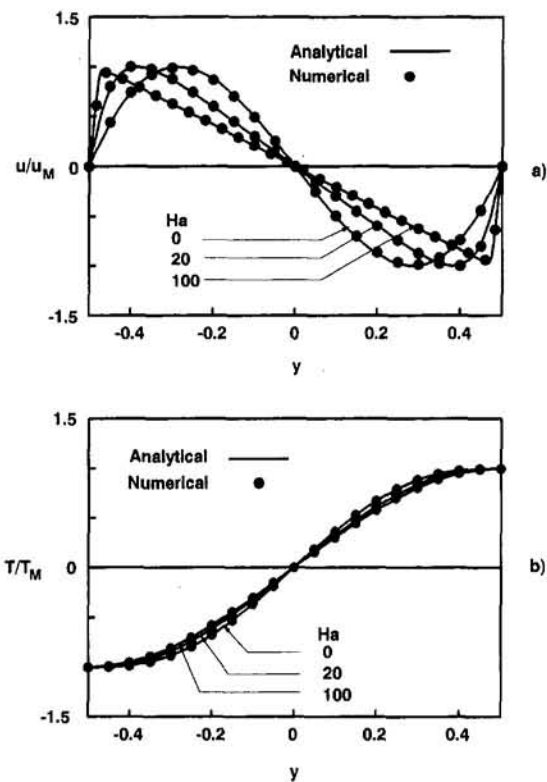 1.5
Analytical
Numerical
u/u_M
0
a)
Ha
0
20
100
-1.5
-0.4 -0.2 0 0.2 0.4
y
1.5
Analytical
Numerical
T/T_M
0
b)
Ha
0
20
100
-1.5
-0.4 -0.2 0 0.2 0.4
y